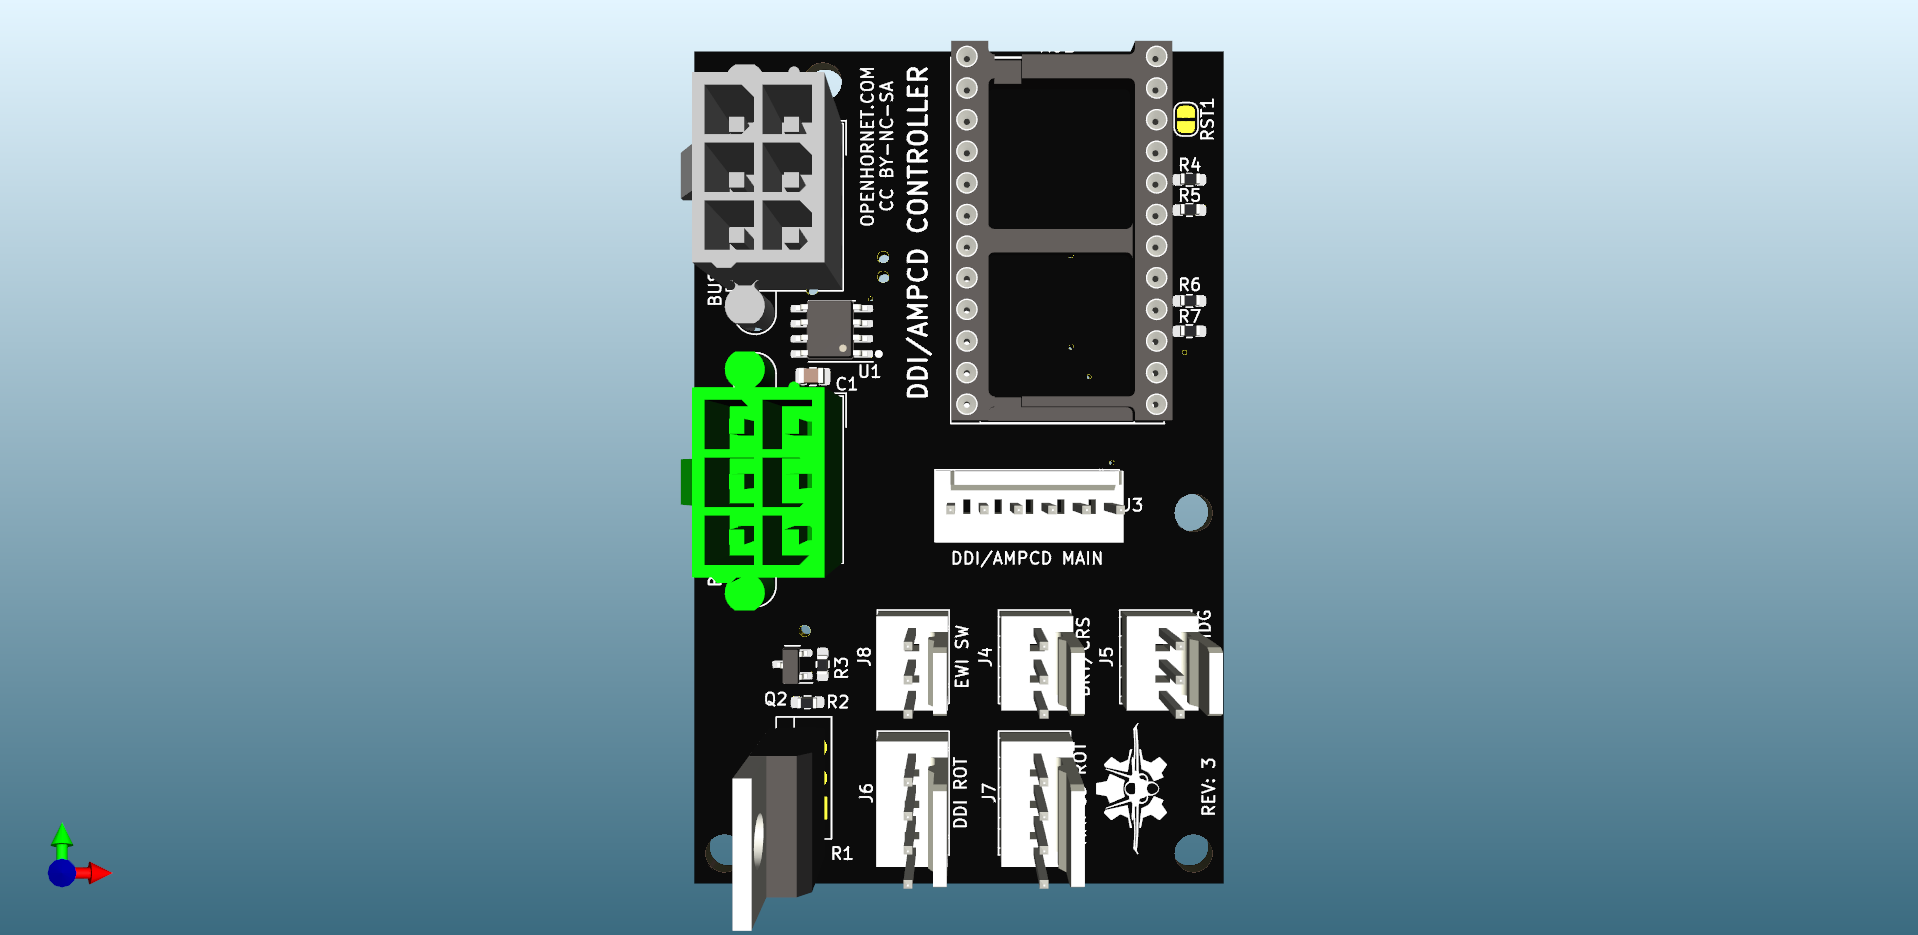 OPENHORNET.COM
CC BY-NC-SA
DDI/AMPCD CONTROLLER
RST1
R4
R5
R6
R7
U1
C1
J3
DDI/AMPCD MAIN
J8
EWI SW
J4
J5
R3
Q2
R2
J6
DDI ROT
J7
REV: 3
R1